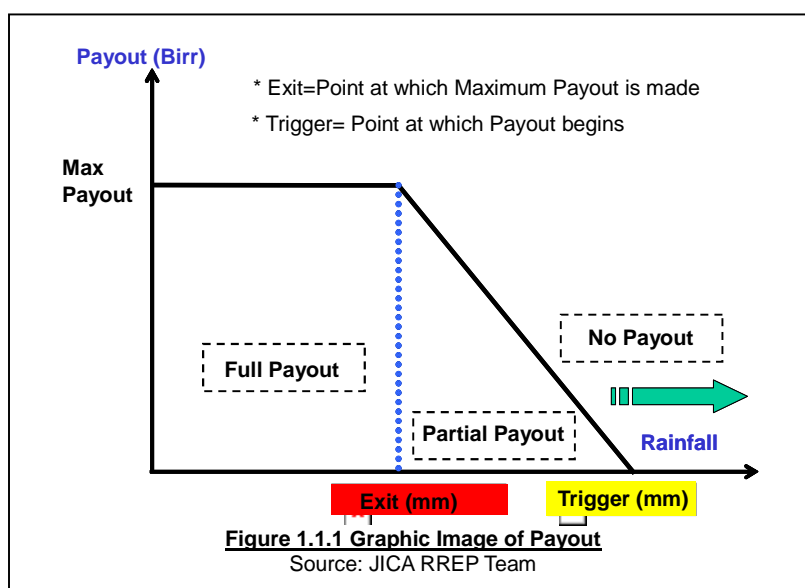 Payout (Birr)
* Exit=Point at which Maximum Payout is made
* Trigger= Point at which Payout begins
Max
Payout
No Payout
Full Payout
Partial Payout
Rainfall
Exit (mm)
Trigger (mm)
Figure 1.1.1 Graphic Image of Payout
Source: JICA RREP Team